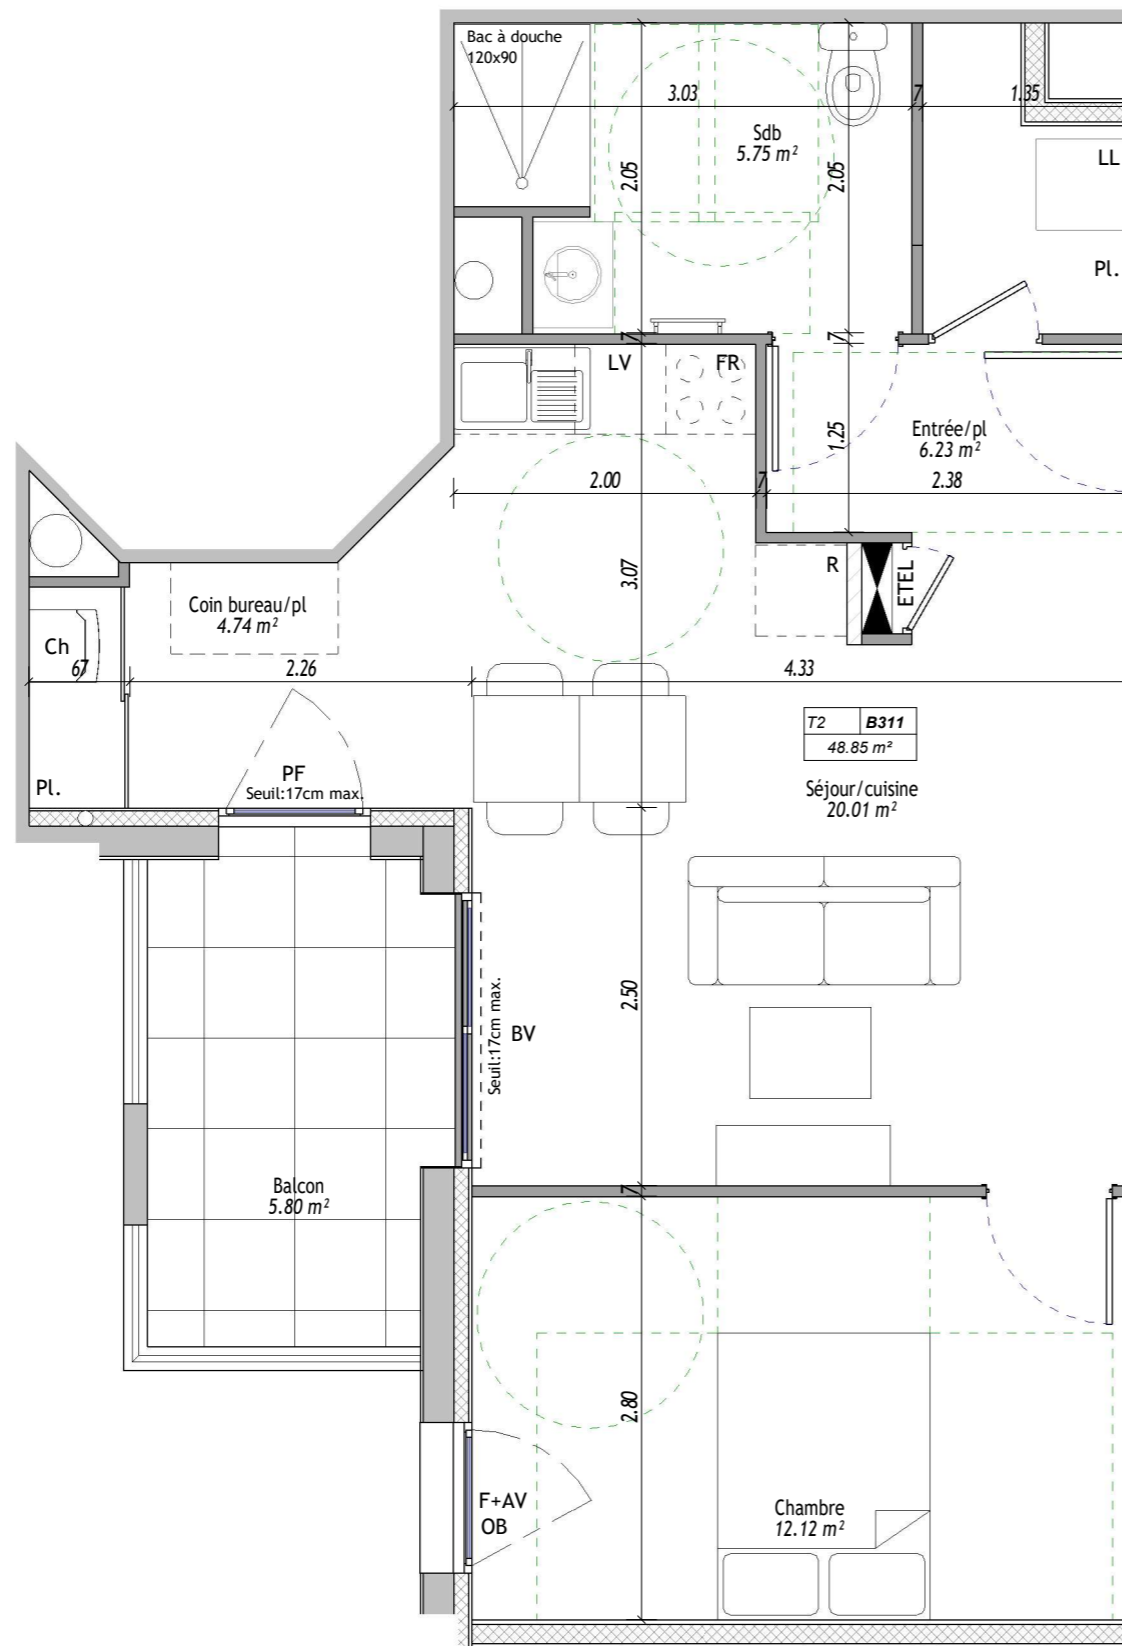 Bac à douche
120x90
3.03
7
1.35
Sdb
5.75 m²
LL
2.05
2.05
Pl.
7
7
LV
FR
1.25
Entrée/pl
6.23 m²
2.00
7
2.38
3.07
R
ETEL
Coin bureau/pl
4.74 m²
Ch
67
2.26
4.33
T2
B311
48.85 m²
PF
Seuil:17cm max.
Pl.
Séjour/cuisine
20.01 m²
2.50
Seuil:17cm max.
BV
Balcon
5.80 m²
7
2.80
F+AV
OB
Chambre
12.12 m²